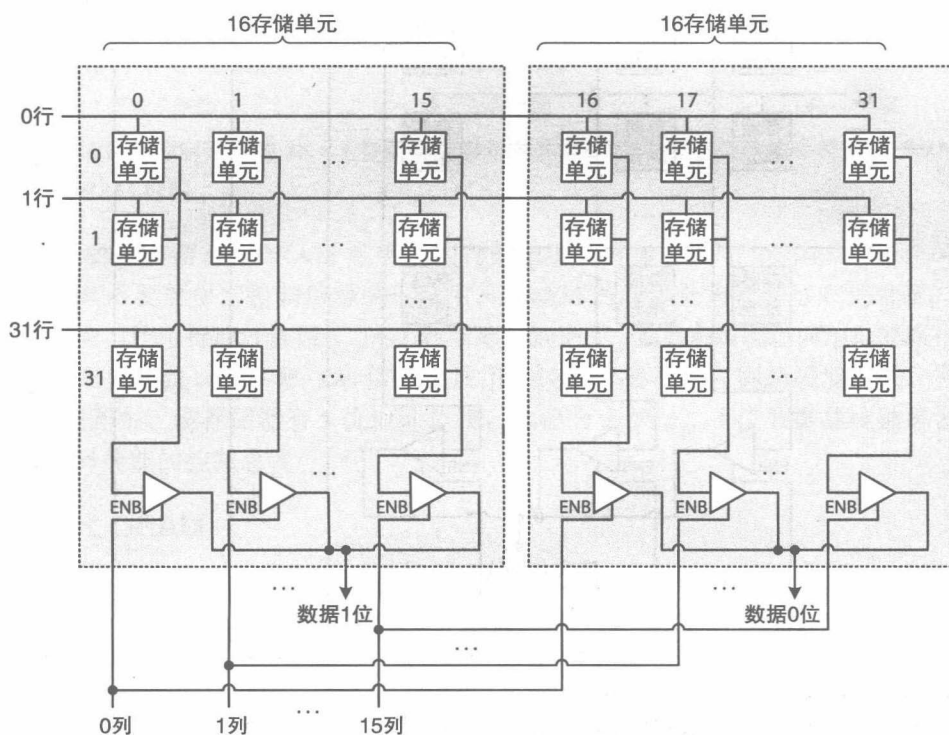 16存储单元 16存储单元
0 1 15 16 17 31
0行
0 存储单元 存储单元 ... 存储单元 存储单元 存储单元 ... 存储单元
1行
1 存储单元 存储单元 ... 存储单元 存储单元 存储单元 ... 存储单元
... ... ... ... ...
31行
31 存储单元 存储单元 ... 存储单元 存储单元 存储单元 ... 存储单元
... ...
ENB ENB ENB ENB ENB ENB
... ...
数据1位 数据0位
...
0列 1列 ... 15列